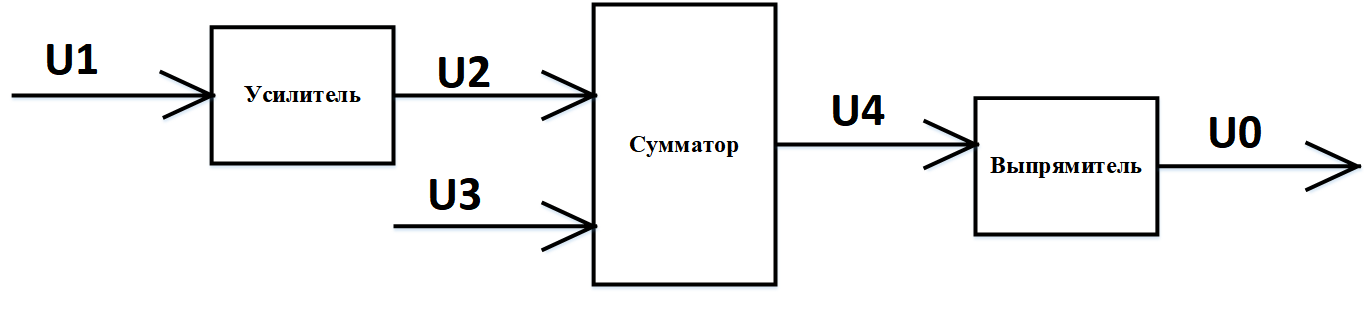 U1
Усилитель
U2
U3
Сумматор
U4
Выпрямитель
U0